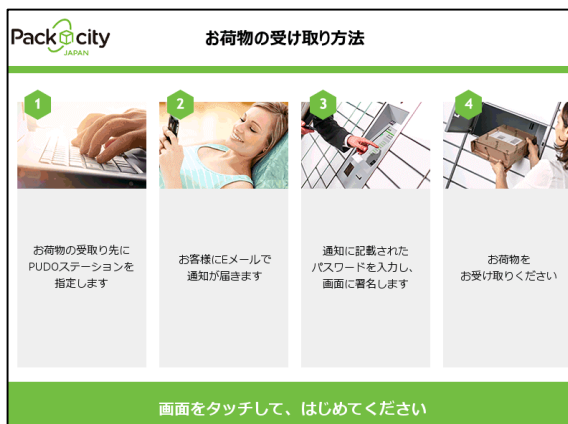 Pack city
JAPAN
お荷物の受け取り方法
1
2
3
4
お荷物の受取り先に
PUDOステーションを
指定します
お客様にEメールで
通知が届きます
通知に記載された
パスワードを入力し、
画面に署名します
お荷物を
お受け取りください
画面をタッチして、はじめてください